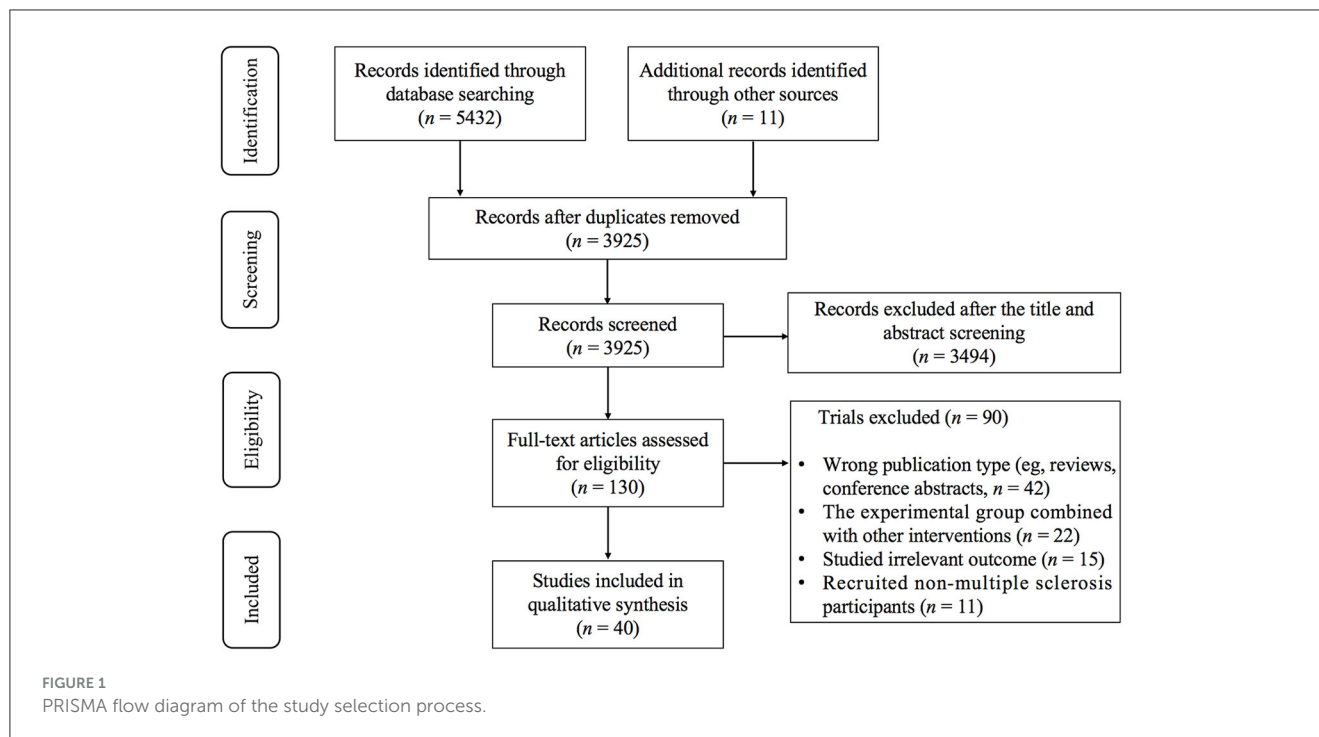 Identification
Records identified through
database searching
(n = 5432)
Additional records identified
through other sources
(n = 11)
Screening
Records after duplicates removed
(n = 3925)
Records screened
(n = 3925)
Records excluded after the title and
abstract screening
(n = 3494)
Eligibility
Full-text articles assessed
for eligibility
(n = 130)
Trials excluded (n = 90)
• Wrong publication type (eg, reviews,
conference abstracts, n = 42)
• The experimental group combined
with other interventions (n = 22)
• Studied irrelevant outcome (n = 15)
• Recruited non-multiple sclerosis
participants (n = 11)
Included
Studies included in
qualitative synthesis
(n = 40)
FIGURE 1
PRISMA flow diagram of the study selection process.